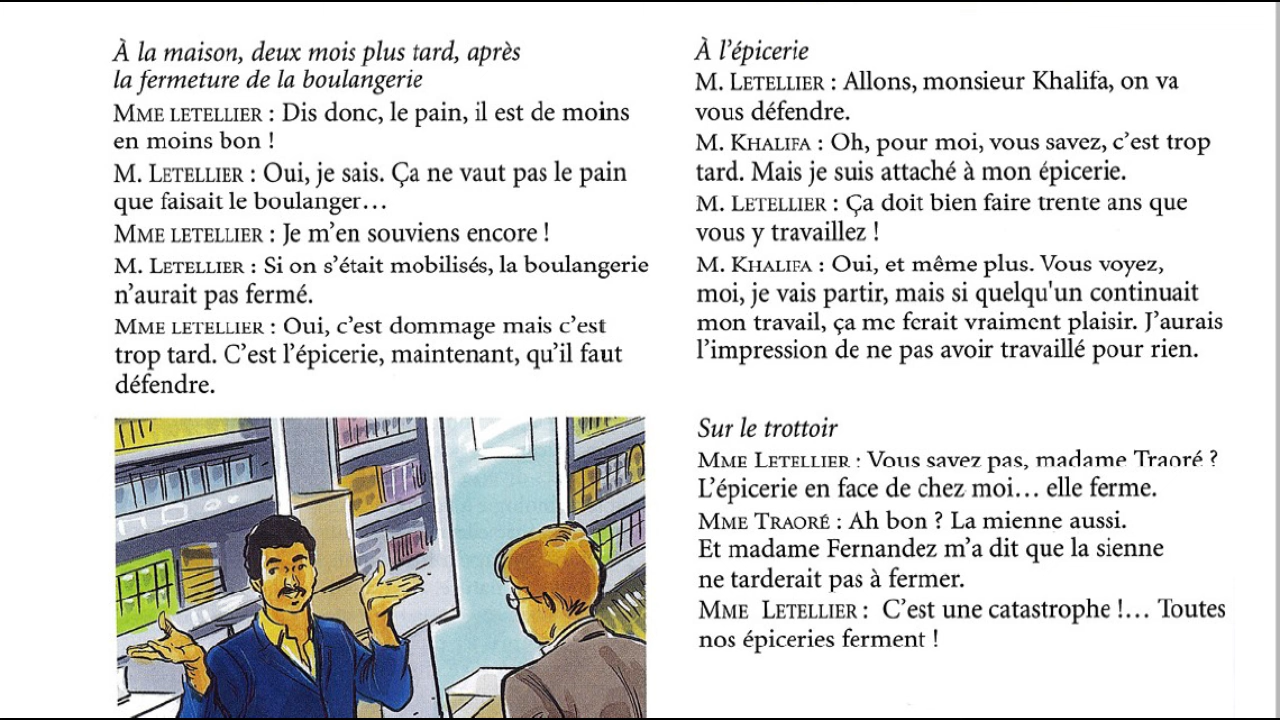 À la maison, deux mois plus tard, après
la fermeture de la boulangerie
MME LETELLIER : Dis donc, le pain, il est de moins
en moins bon !
M. LETELLIER : Oui, je sais. Ça ne vaut pas le pain
que faisait le boulanger…
MME LETELLIER : Je m'en souviens encore !
M. LETELLIER : Si on s'était mobilisés, la boulangerie
n'aurait pas fermé.
MME LETELLIER : Oui, c'est dommage mais c'est
trop tard. C'est l'épicerie, maintenant, qu'il faut
défendre.
À l'épicerie
M. LETELLIER : Allons, monsieur Khalifa, on va
vous défendre.
M. KHALIFA : Oh, pour moi, vous savez, c'est trop
tard. Mais je suis attaché à mon épicerie.
M. LETELLIER : Ça doit bien faire trente ans que
vous y travaillez !
M. KHALIFA : Oui, et même plus. Vous voyez,
moi, je vais partir, mais si quelqu'un continuait
mon travail, ça me ferait vraiment plaisir. J'aurais
l'impression de ne pas avoir travaillé pour rien.
Sur le trottoir
MME LETELLIER : Vous savez pas, madame Traoré ?
L'épicerie en face de chez moi… elle ferme.
MME TRAORÉ : Ah bon ? La mienne aussi.
Et madame Fernandez m'a dit que la sienne
ne tarderait pas à fermer.
MME LETELLIER : C'est une catastrophe !… Toutes
nos épiceries ferment !